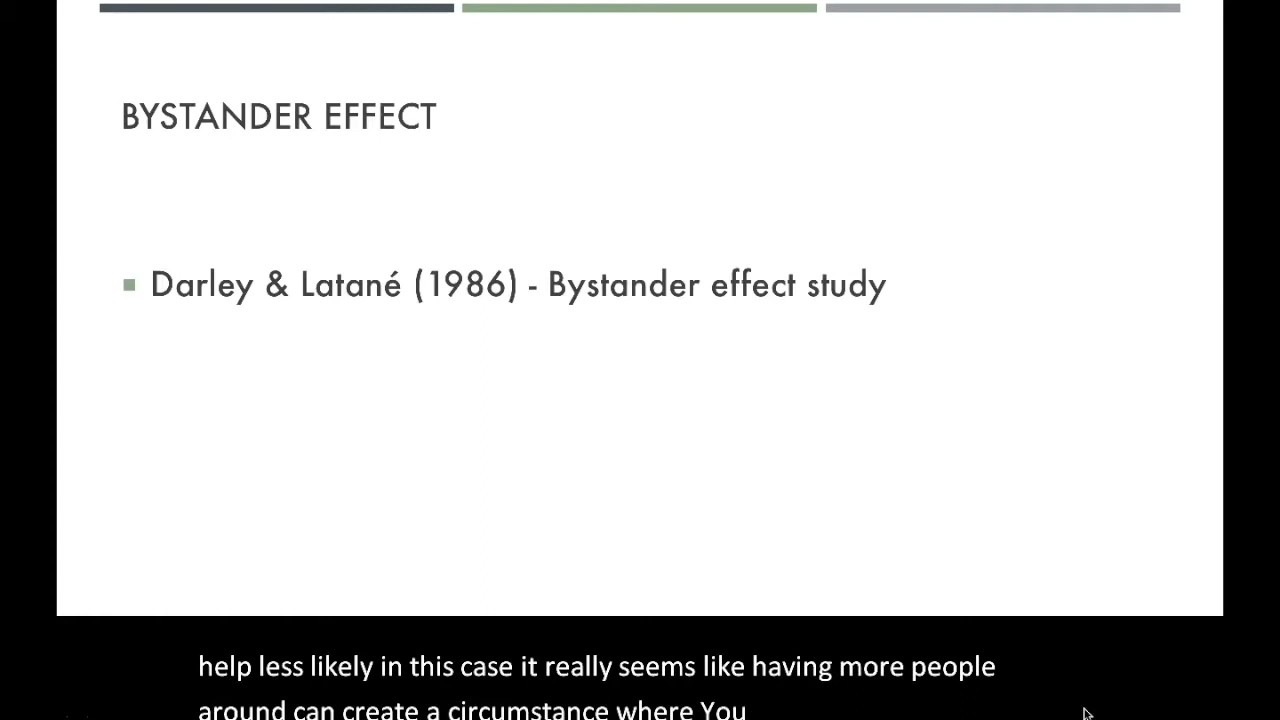 BYSTANDER EFFECT
Darley & Latané (1986) - Bystander effect study
help less likely in this case it really seems like having more people
around can create a circumstance where You